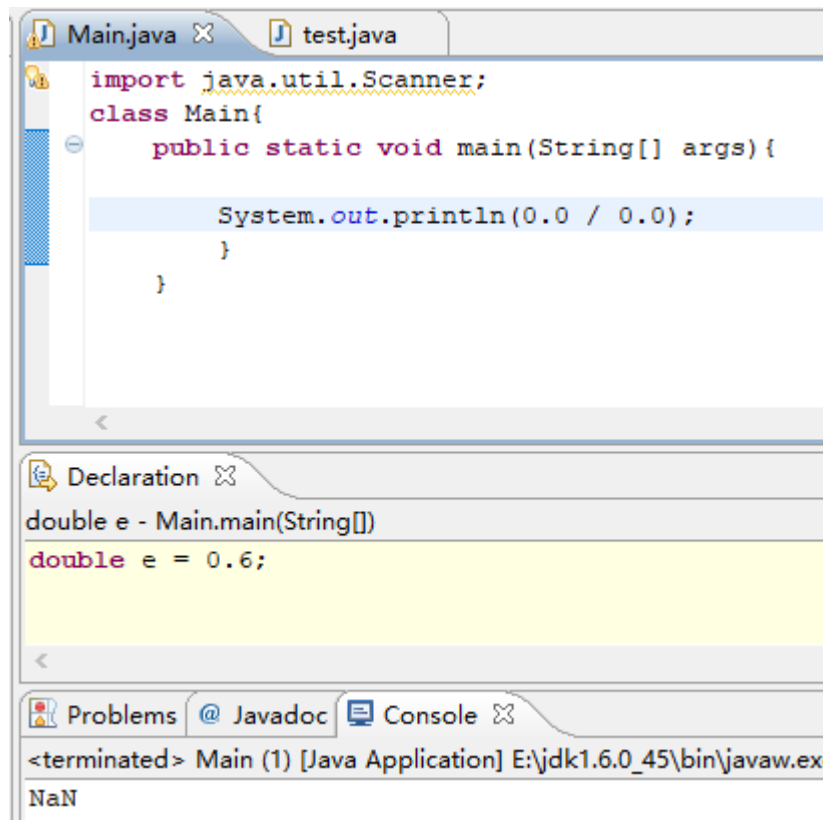 Main.java test.java
import java.util.Scanner;
class Main{
public static void main(String[] args){
System.out.println(0.0 / 0.0);
}
}
Declaration
double e - Main.main(String[])
double e = 0.6;
Problems @ Javadoc Console
<terminated> Main (1) [Java Application] E:\jdk1.6.0_45\bin\javaw.ex
NaN